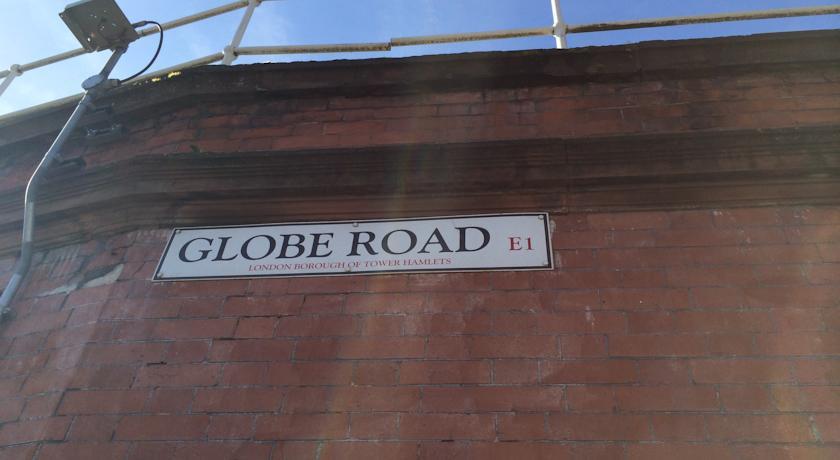 GLOBE ROAD E1
LONDON BOROUGH OF TOWER HAMLETS